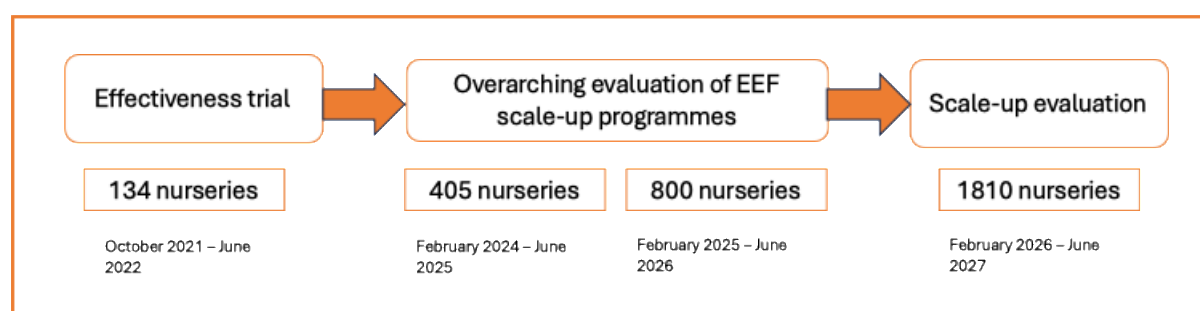 Effectiveness trial
Overarching evaluation of EEF
scale-up programmes
Scale-up evaluation
134 nurseries
405 nurseries
800 nurseries
1810 nurseries
October 2021 – June
2022
February 2024 – June
2025
February 2025 – June
2026
February 2026 – June
2027